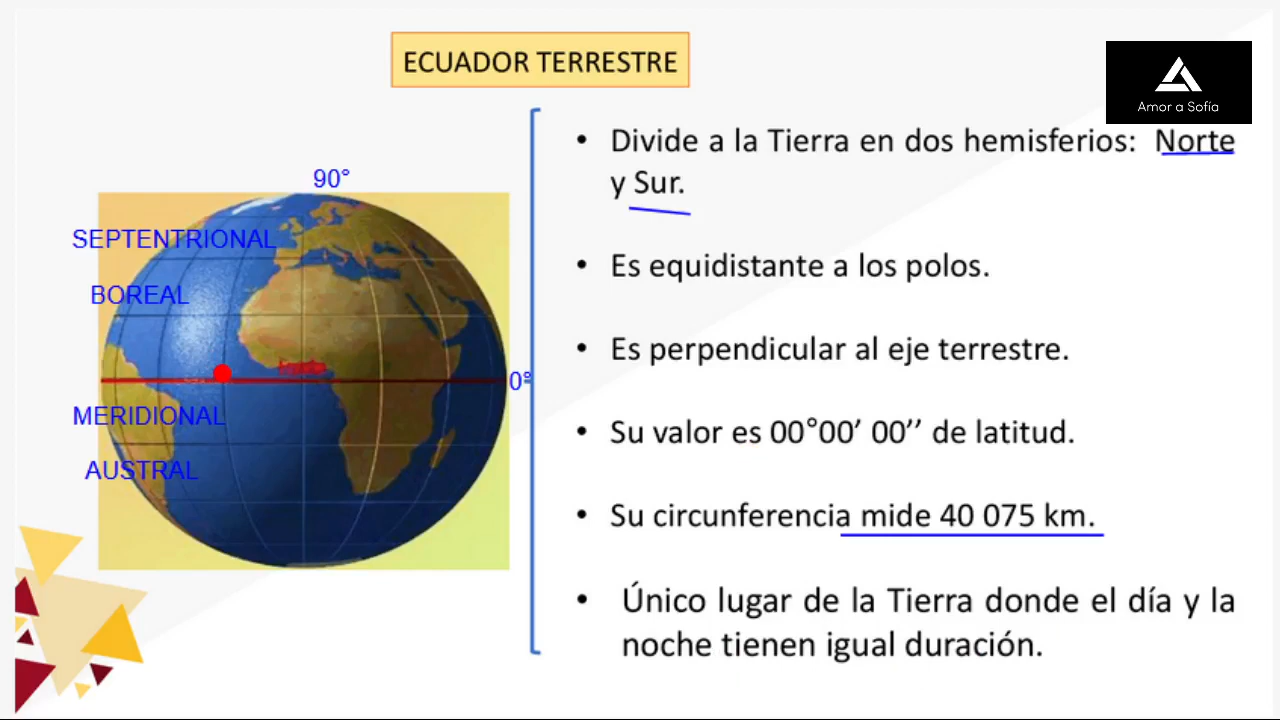 ECUADOR TERRESTRE
Amor a Sofía
• Divide a la Tierra en dos hemisferios: Norte
y Sur.
90°
SEPTENTRIONAL
• Es equidistante a los polos.
BOREAL
• Es perpendicular al eje terrestre.
0°
MERIDIONAL
• Su valor es 00°00’ 00’’ de latitud.
AUSTRAL
• Su circunferencia mide 40 075 km.
• Único lugar de la Tierra donde el día y la
noche tienen igual duración.